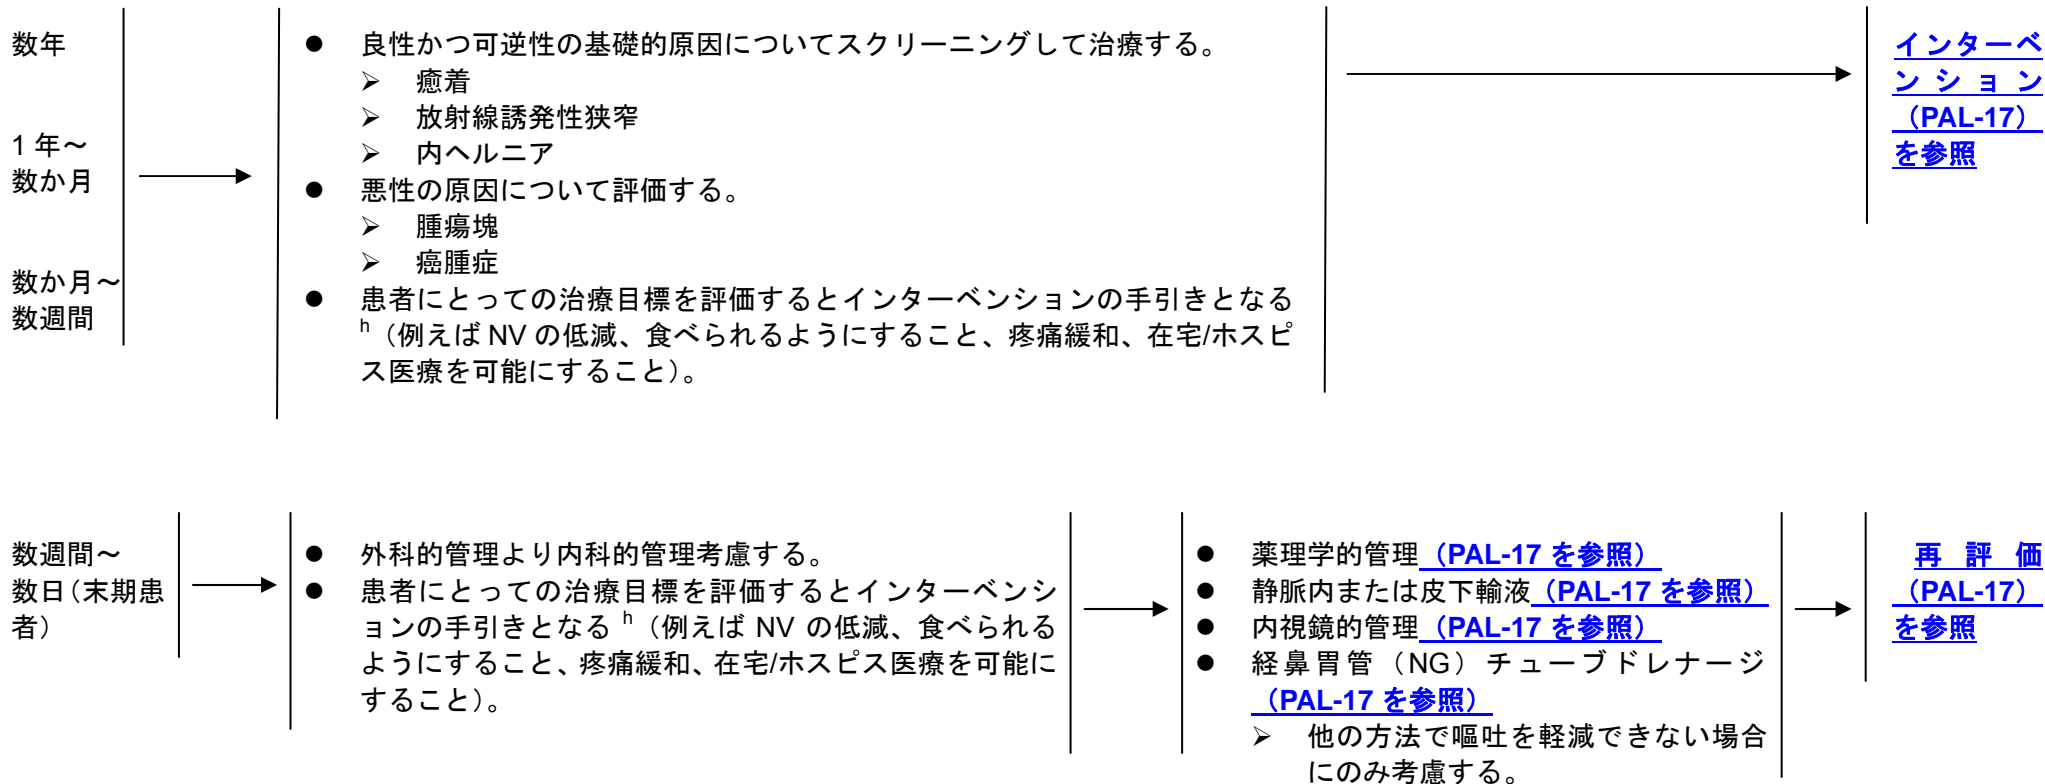 数年
1 年～
数か月
数か月～
数週間
● 良性かつ可逆性の基礎的原因についてスクリーニングして治療する。
➢ 癒着
➢ 放射線誘発性狭窄
➢ 内ヘルニア
● 悪性の原因について評価する。
➢ 腫瘍塊
➢ 癌腫症
● 患者にとっての治療目標を評価するとインターベンションの手引きとなる
h（例えば NV の低減、食べられるようにすること、疼痛緩和、在宅/ホスピ
ス医療を可能にすること）。
インターベ
ンション
（PAL-17）
を参照
数週間～
数日（末期患
者）
● 外科的管理より内科的管理考慮する。
● 患者にとっての治療目標を評価するとインターベンシ
ョンの手引きとなる h（例えば NV の低減、食べられる
ようにすること、疼痛緩和、在宅/ホスピス医療を可能に
すること）。
● 薬理学的管理（PAL-17 を参照）
● 静脈内または皮下輸液（PAL-17 を参照）
● 内視鏡的管理（PAL-17 を参照）
● 経鼻胃管（NG）チューブドレナージ
（PAL-17 を参照）
➢ 他の方法で嘔吐を軽減できない場合
にのみ考慮する。
再評価
（PAL-17）
を参照